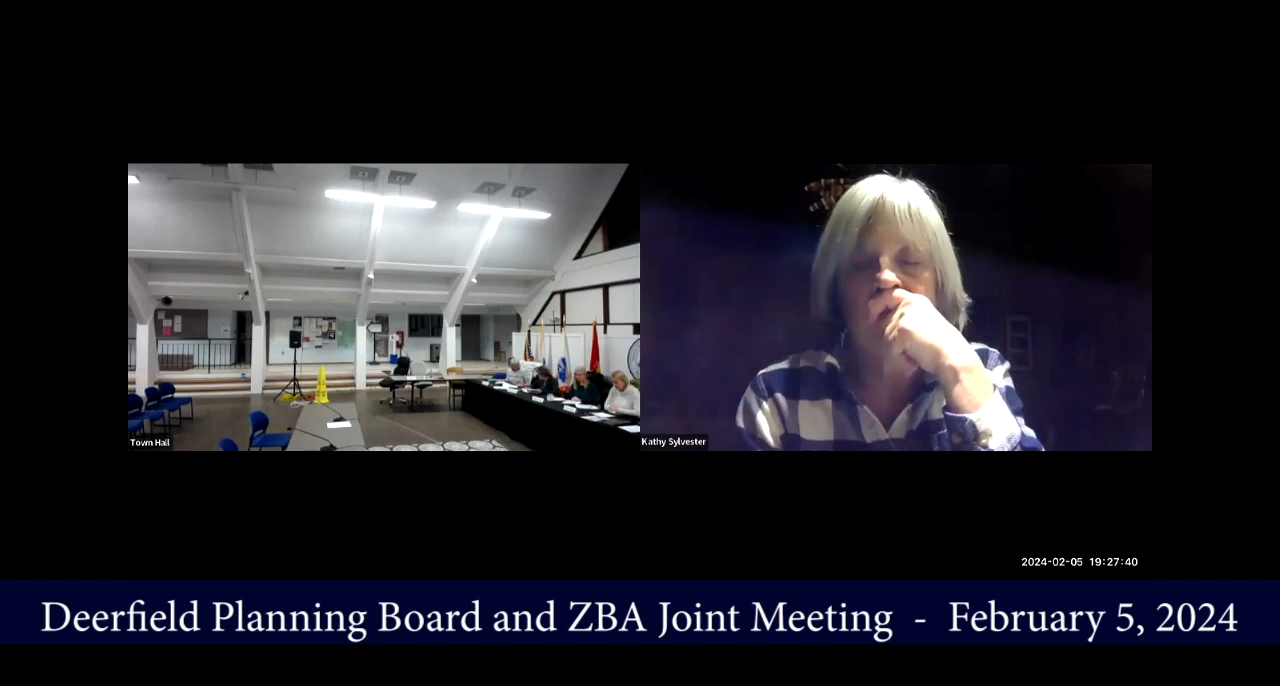 Town Hall
Kathy Sylvester
2024-02-05 19:27:40
Deerfield Planning Board and ZBA Joint Meeting - February 5, 2024